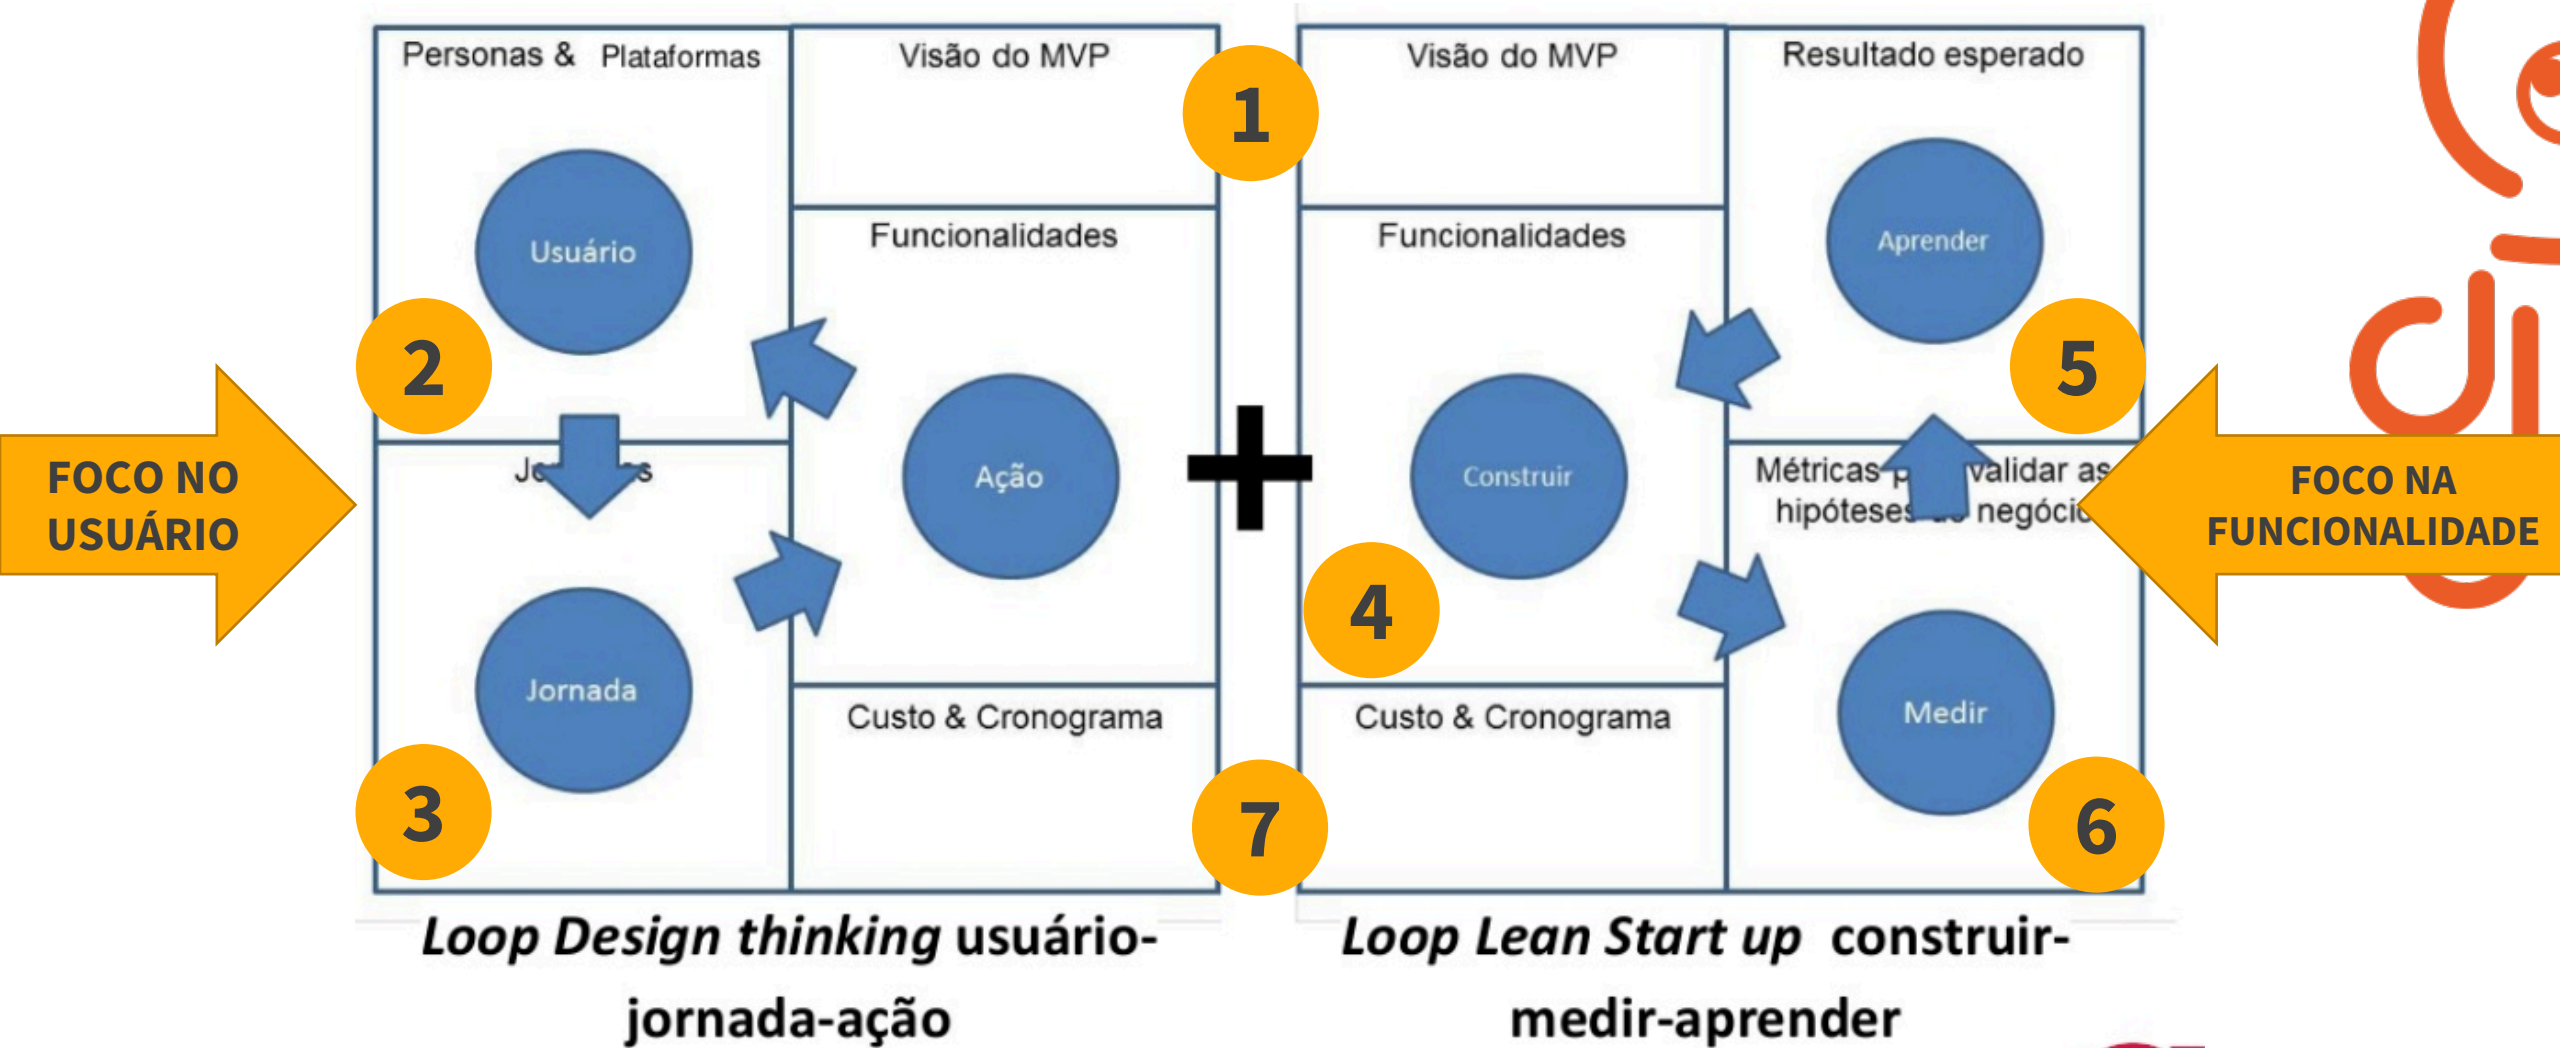 Personas & Plataformas
Visão do MVP
Usuário
2
Funcionalidades
Ação
Jornada
3
Custo & Cronograma
Loop Design thinking usuário-
jornada-ação
1
+
7
Visão do MVP
Resultado esperado
Funcionalidades
Aprender
5
Construir
4
Métricas validar as
hipóteses negócio
Medir
6
Custo & Cronograma
Loop Lean Start up construir-
medir-aprender
FOCO NO
USUÁRIO
FOCO NA
FUNCIONALIDADE